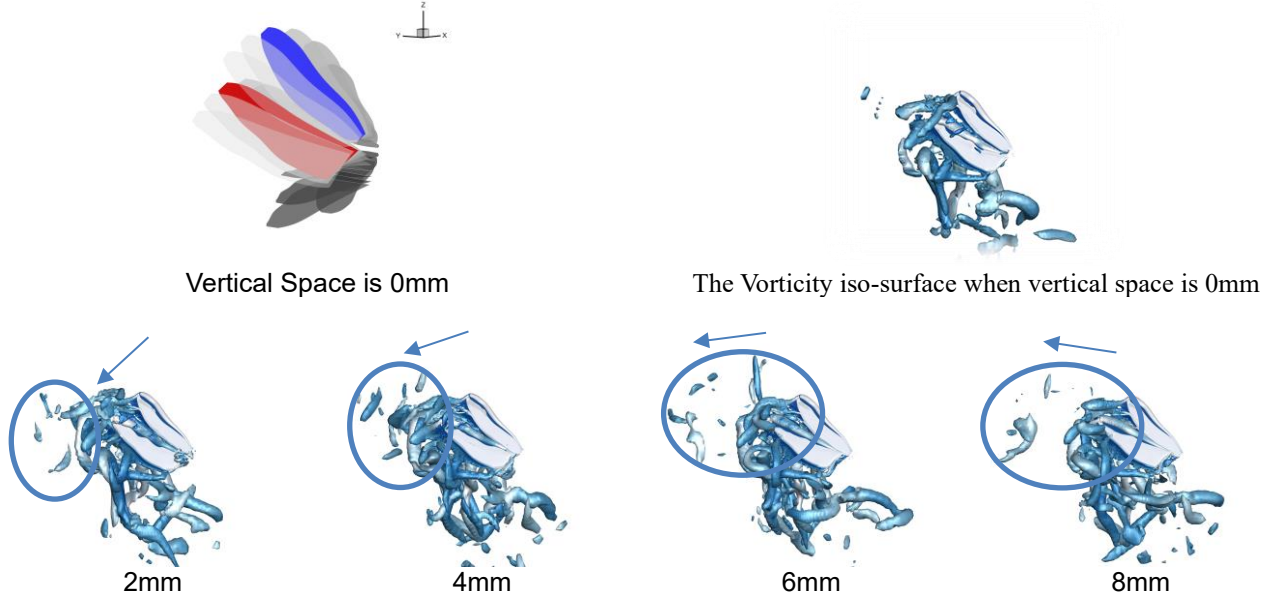 Z
Y X
Vertical Space is 0mm
The Vorticity iso-surface when vertical space is 0mm
2mm
4mm
6mm
8mm